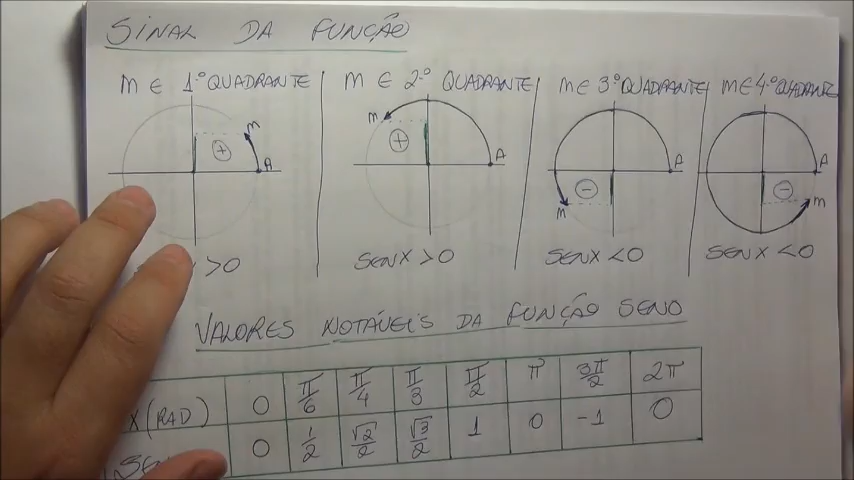 SINAL DA FUNÇÃO
M ∈ 1.º QUADRANTE M ∈ 2.º QUADRANTE M ∈ 3º QUADRANTE M ∈ 4.º QUADRANTE
M A + M A + A M - A M -
>0 SENX >0 SENX <0 SENX <0
VALORES NOTÁVEIS DA FUNÇÃO SENO
X (RAD) 0 π/6 π/4 π/3 π/2 π 3π/2 2π
SEN 0 1/2 √2/2 √3/2 1 0 -1 0